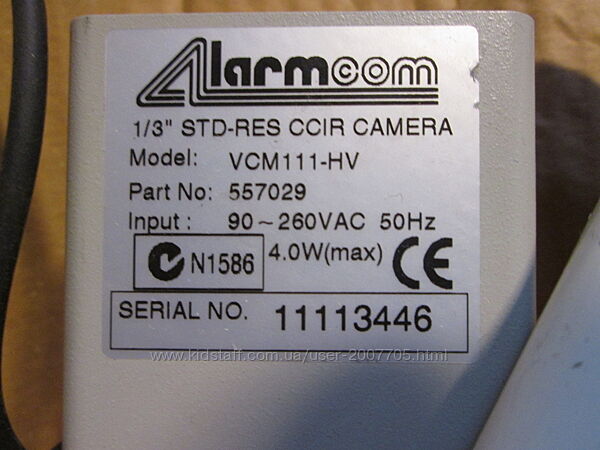 Alarmcom
1/3" STD-RES CCIR CAMERA
Model: VCM111-HV
Part No: 557029
Input : 90~260VAC 50Hz
N1586 4.0W(max) CE
SERIAL NO. 11113446
www.kidstaff.com.ua/user-2007705.html